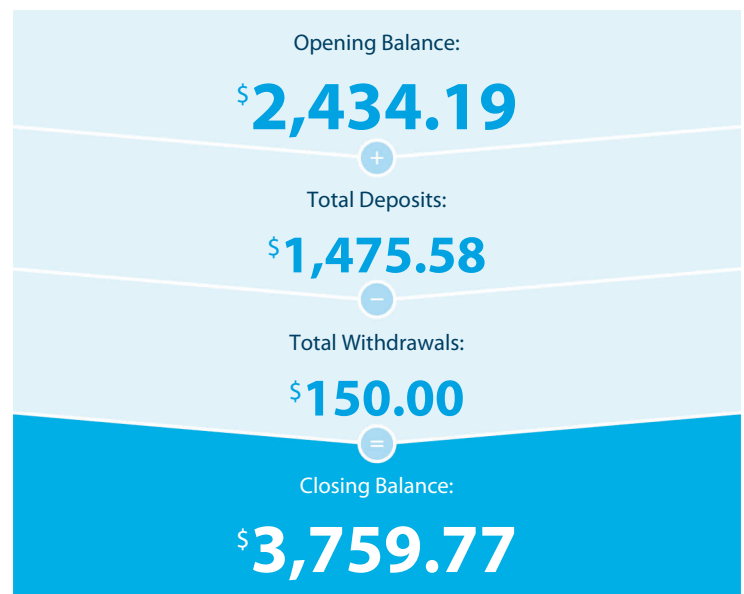 Opening Balance:
$2,434.19
+
Total Deposits:
$1,475.58
−
Total Withdrawals:
$150.00
=
Closing Balance:
$3,759.77